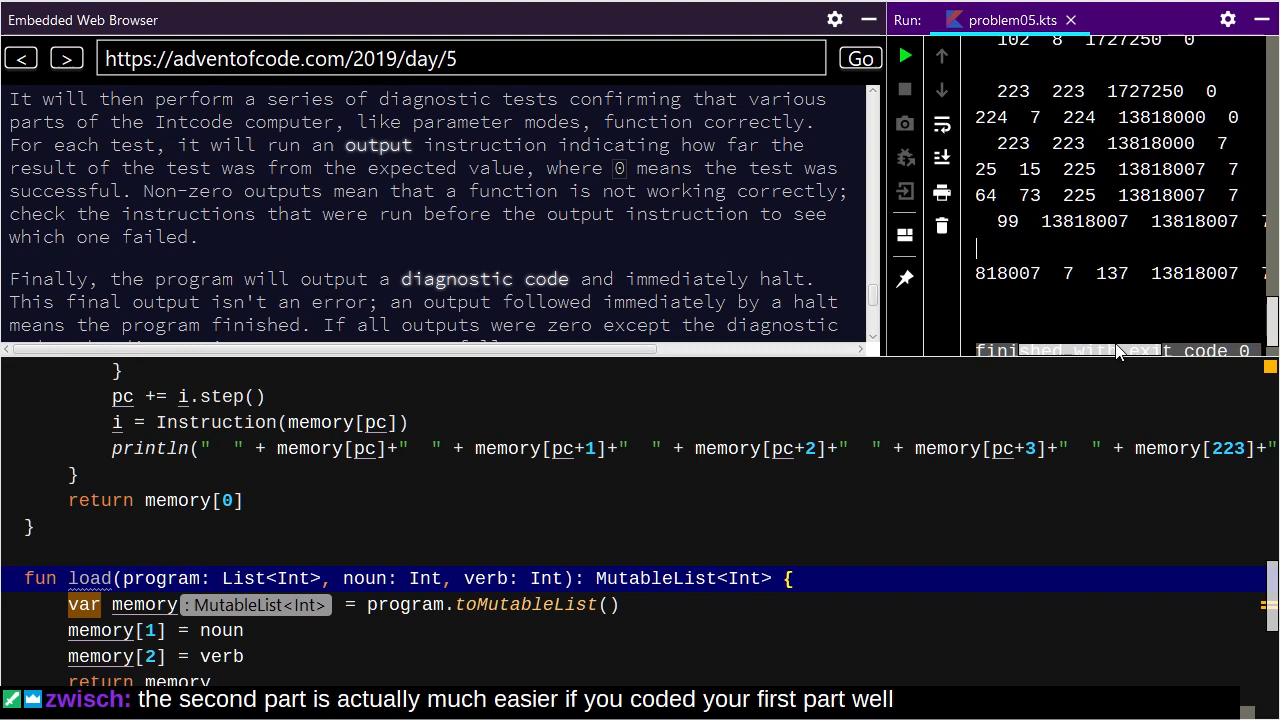 Embedded Web Browser
Run: problem05.kts
< > https://adventofcode.com/2019/day/5 Go
It will then perform a series of diagnostic tests confirming that various
parts of the Intcode computer, like parameter modes, function correctly.
For each test, it will run an output instruction indicating how far the
result of the test was from the expected value, where 0 means the test was
successful. Non-zero outputs mean that a function is not working correctly;
check the instructions that were run before the output instruction to see
which one failed.
Finally, the program will output a diagnostic code and immediately halt.
This final output isn't an error; an output followed immediately by a halt
means the program finished. If all outputs were zero except the diagnostic
102 8 1727250 0
223 223 1727250 0
224 7 224 13818000 0
223 223 13818000 7
25 15 225 13818007 7
64 73 225 13818007 7
99 13818007 13818007 7
818007 7 137 13818007 7
finished with exit code 0
}
pc += i.step()
i = Instruction(memory[pc])
println("  " + memory[pc]+"  " + memory[pc+1]+"  " + memory[pc+2]+"  " + memory[pc+3]+"  " + memory[223]+"
}
return memory[0]
}
fun load(program: List<Int>, noun: Int, verb: Int): MutableList<Int> {
var memory : MutableList<Int> = program.toMutableList()
memory[1] = noun
memory[2] = verb
return memory
zwisch: the second part is actually much easier if you coded your first part well